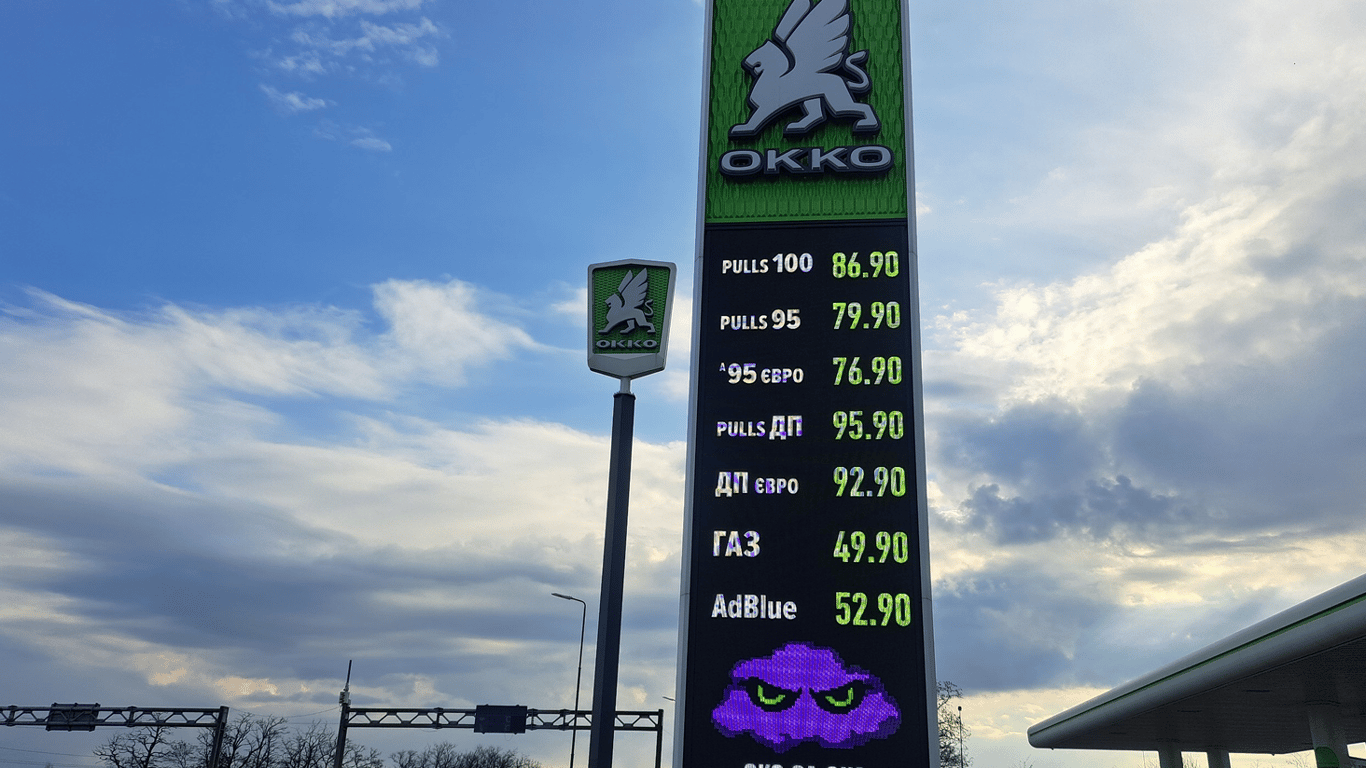 OKKO
PULLS 100 86.90
OKKO
PULLS 95 79.90
А95 ЄВРО 76.90
PULLS ДП 95.90
ДП ЄВРО 92.90
ГАЗ 49.90
AdBlue 52.90